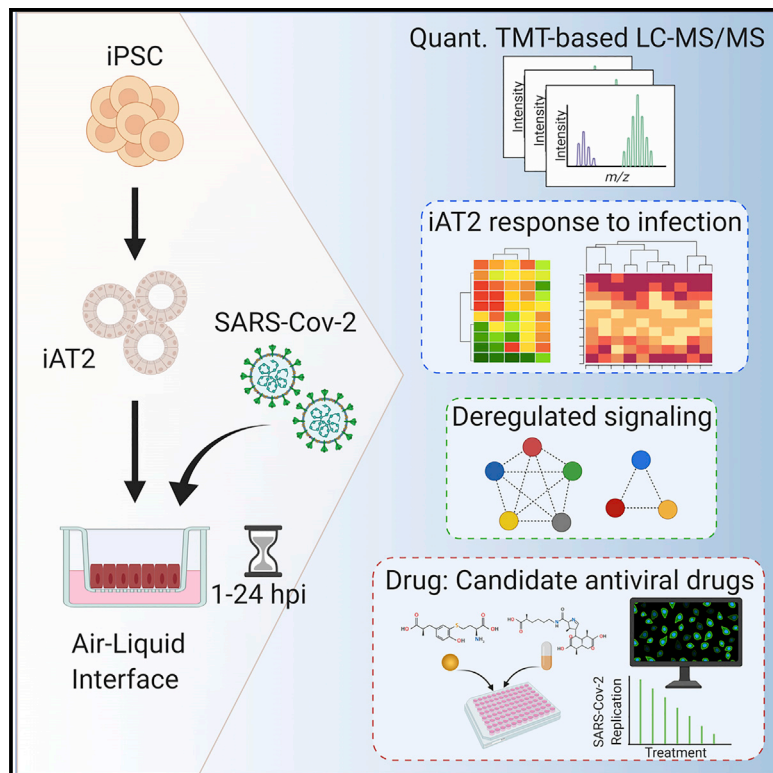 iPSC
iAT2
SARS-Cov-2
1-24 hpi
Air-Liquid
Interface
Quant. TMT-based LC-MS/MS
Intensity
Intensity
Intensity
m/z
iAT2 response to infection
Deregulated signaling
Drug: Candidate antiviral drugs
SARS-Cov-2
Replication
Treatment